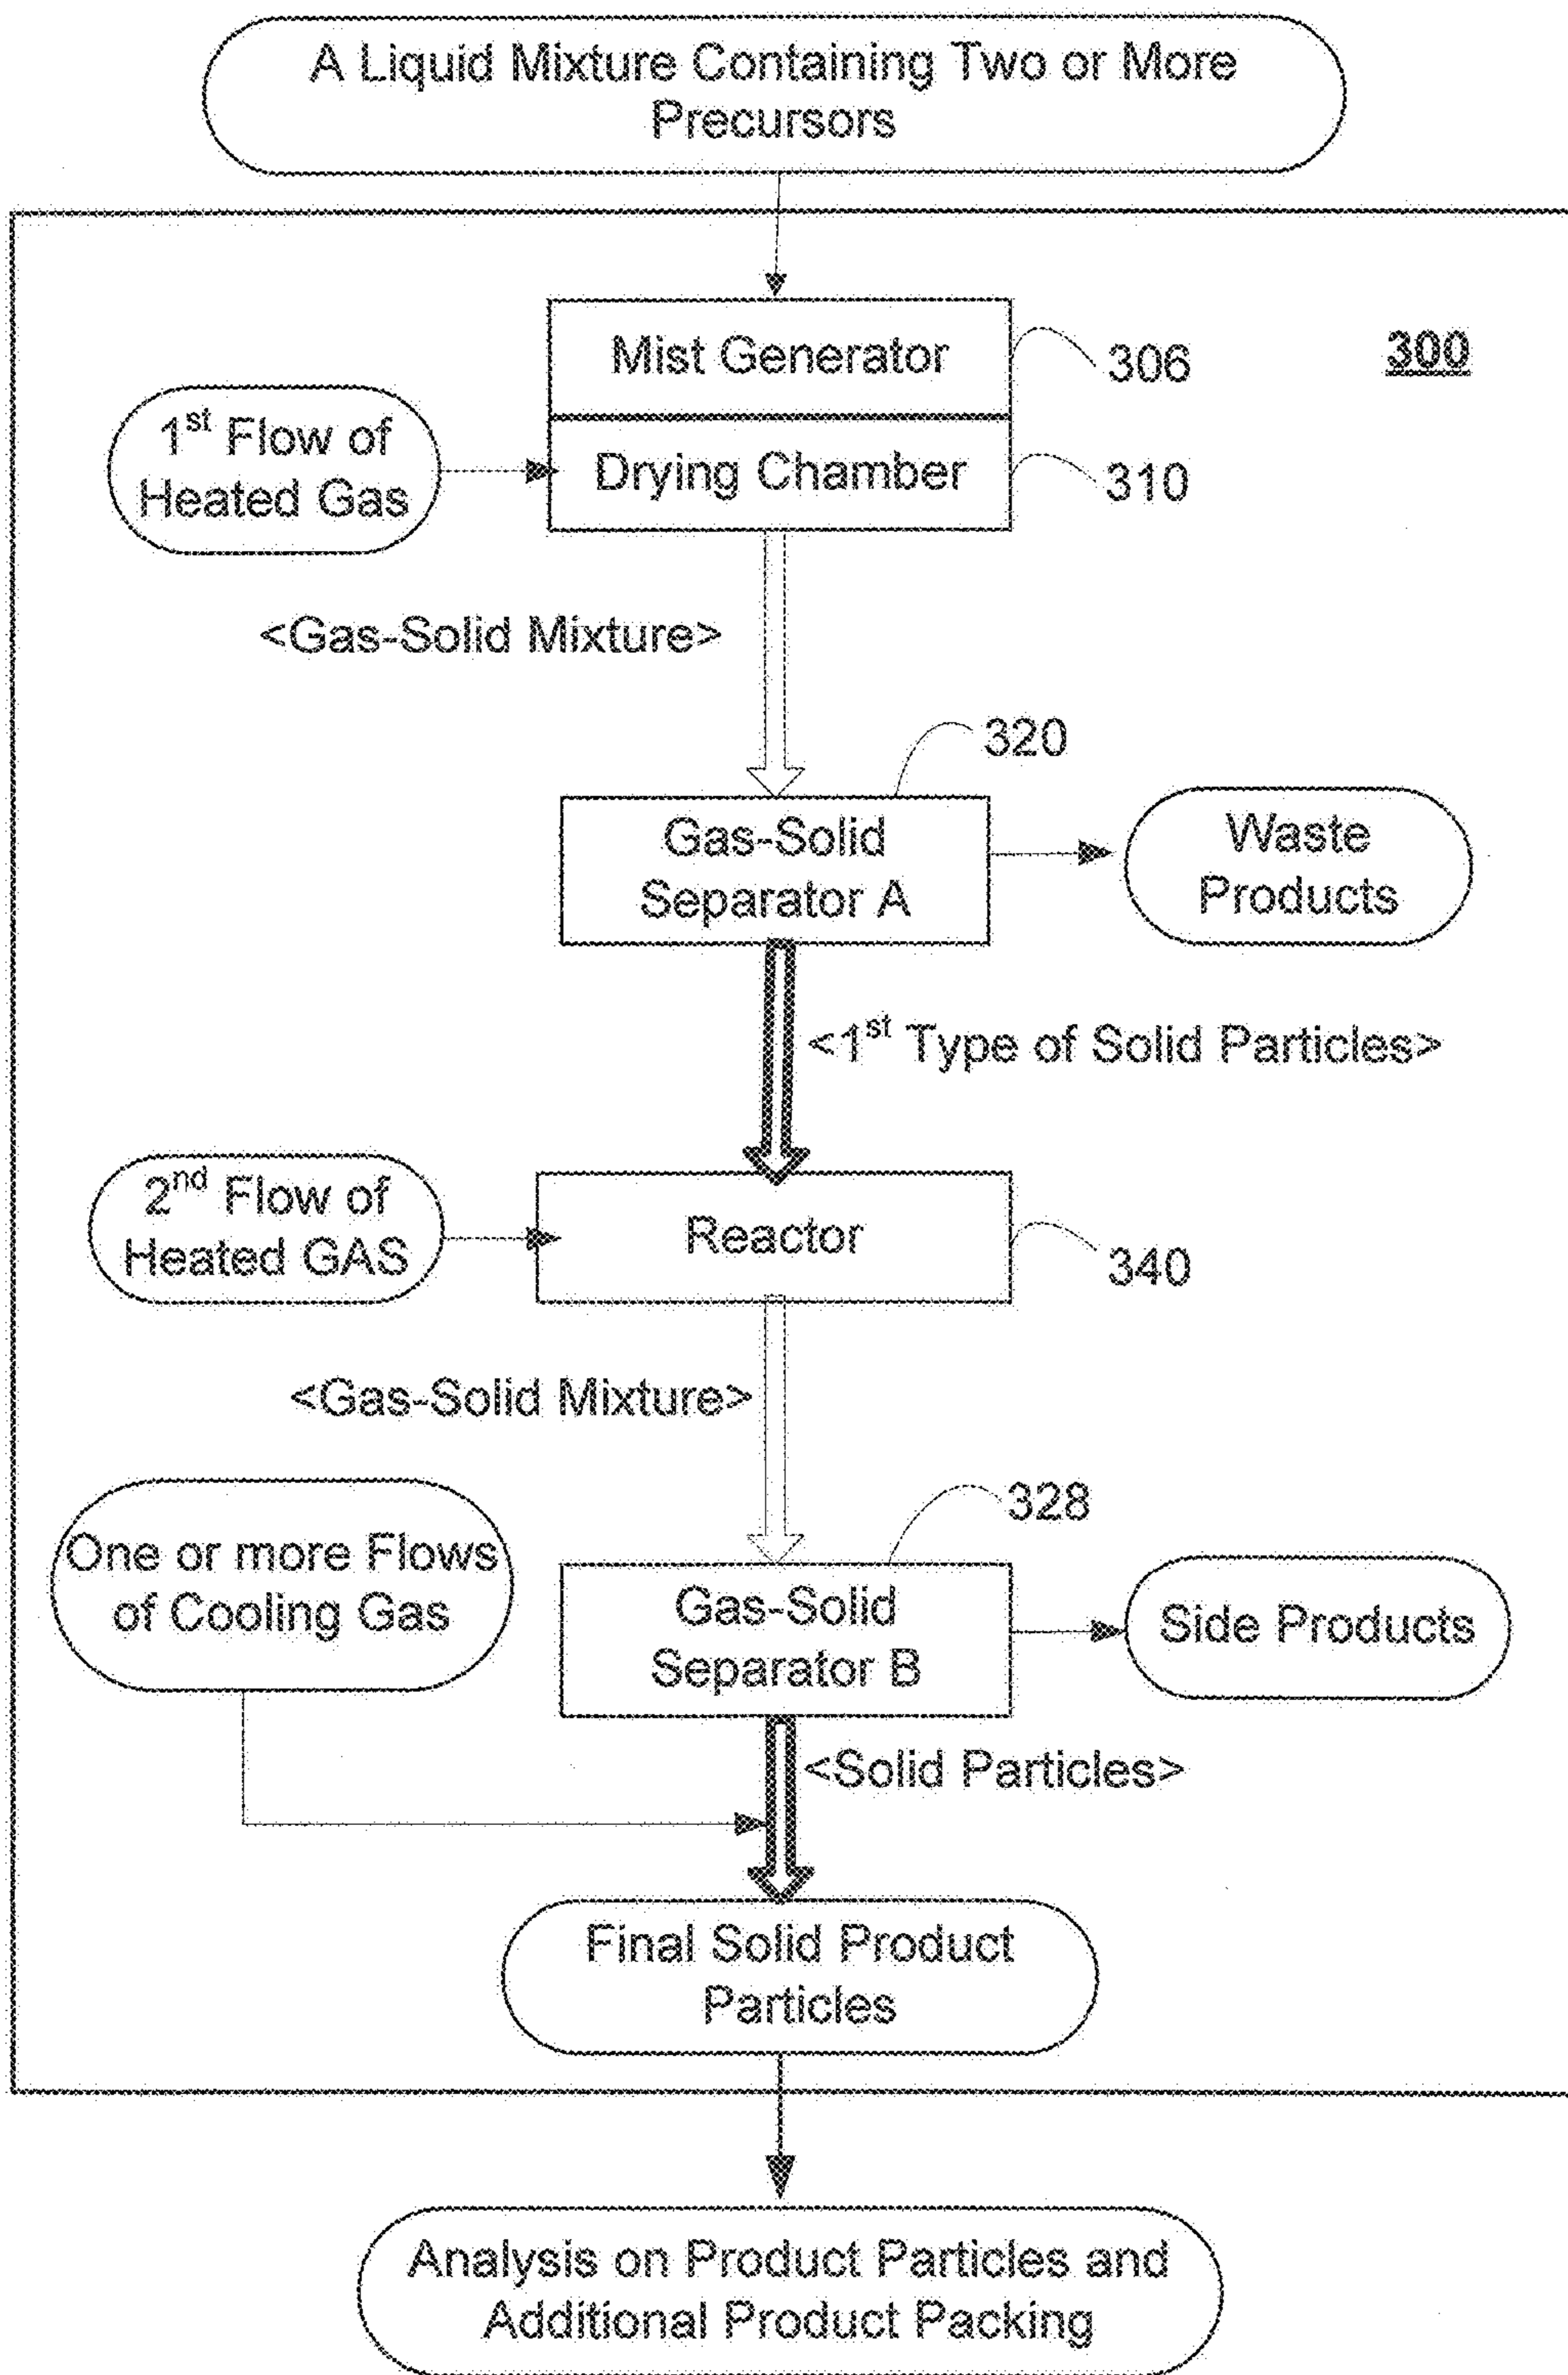 A Liquid Mixture Containing Two or More
Precursors
Mist Generator
306
300
1st Flow of
Heated Gas
Drying Chamber
310
<Gas-Solid Mixture>
320
Gas-Solid
Separator A
Waste
Products
<1st Type of Solid Particles>
2nd Flow of
Heated GAS
Reactor
340
<Gas-Solid Mixture>
328
One or more Flows
of Cooling Gas
Gas-Solid
Separator B
Side Products
<Solid Particles>
Final Solid Product
Particles
Analysis on Product Particles and
Additional Product Packing